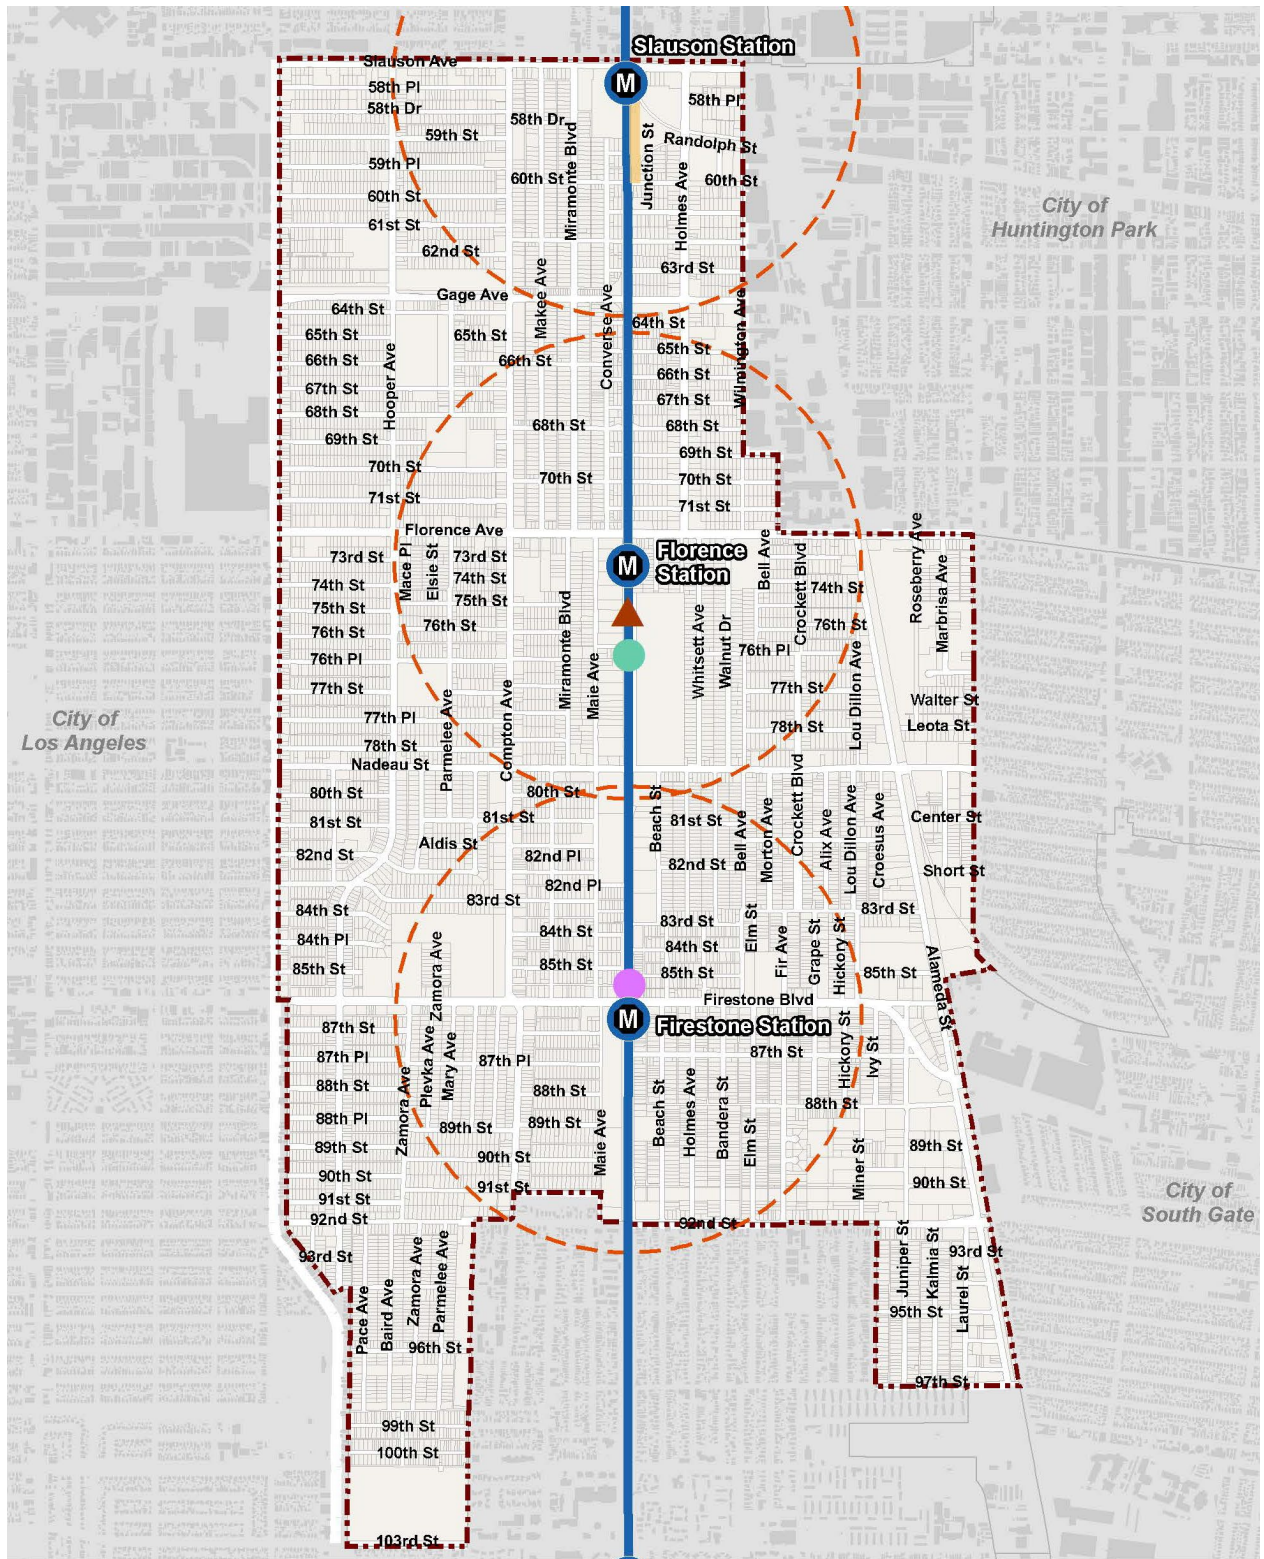 Slauson Station
Slauson Ave
M
58th Pl
58th Pl
58th Dr
58th Dr
59th St
Randolph St
Junction St
Miramonte Blvd
59th Pl
60th St
60th St
60th St
Holmes Ave
City of
Huntington Park
61st St
62nd St
63rd St
Gage Ave
Makee Ave
Converse Ave
Wilmington Ave
64th St
64th St
65th St
65th St
65th St
66th St
66th St
66th St
Hooper Ave
67th St
67th St
68th St
68th St
68th St
69th St
69th St
70th St
70th St
70th St
71st St
71st St
Florence Ave
Florence
Station
M
73rd St
Mace Pl
Elsie St
73rd St
Bell Ave
Crockett Blvd
Roseberry Ave
Marbrisa Ave
74th St
74th St
74th St
75th St
75th St
76th St
76th St
76th St
Miramonte Blvd
Maie Ave
Whitsett Ave
Walnut Dr
76th Pl
76th Pl
77th St
77th St
Lou Dillon Ave
Walter St
Leota St
City of
Los Angeles
77th Pl
Parmelee Ave
Compton Ave
78th St
78th St
Nadeau St
80th St
80th St
81st St
81st St
81st St
Beach St
Bell Ave
Morton Ave
Crockett Blvd
Alix Ave
Lou Dillon Ave
Croesus Ave
Center St
Aldis St
82nd St
82nd Pl
82nd St
Short St
82nd Pl
83rd St
83rd St
83rd St
84th St
84th St
84th St
Elm St
Fir Ave
Grape St
Hickory St
84th Pl
Zamora Ave
85th St
85th St
85th St
85th St
Alameda St
Firestone Blvd
M
Firestone Station
87th St
87th St
Plevka Ave
Mary Ave
Hickory St
Ivy St
87th Pl
87th Pl
88th St
88th St
88th St
Zamora Ave
88th Pl
89th St
89th St
89th St
89th St
Maie Ave
Beach St
Holmes Ave
Bandera St
Elm St
Miner St
90th St
90th St
90th St
91st St
91st St
92nd St
92nd St
City of
South Gate
93rd St
93rd St
Pace Ave
Baird Ave
Zamora Ave
Parmelee Ave
Juniper St
Kalmia St
Laurel St
95th St
96th St
97th St
99th St
100th St
103rd St